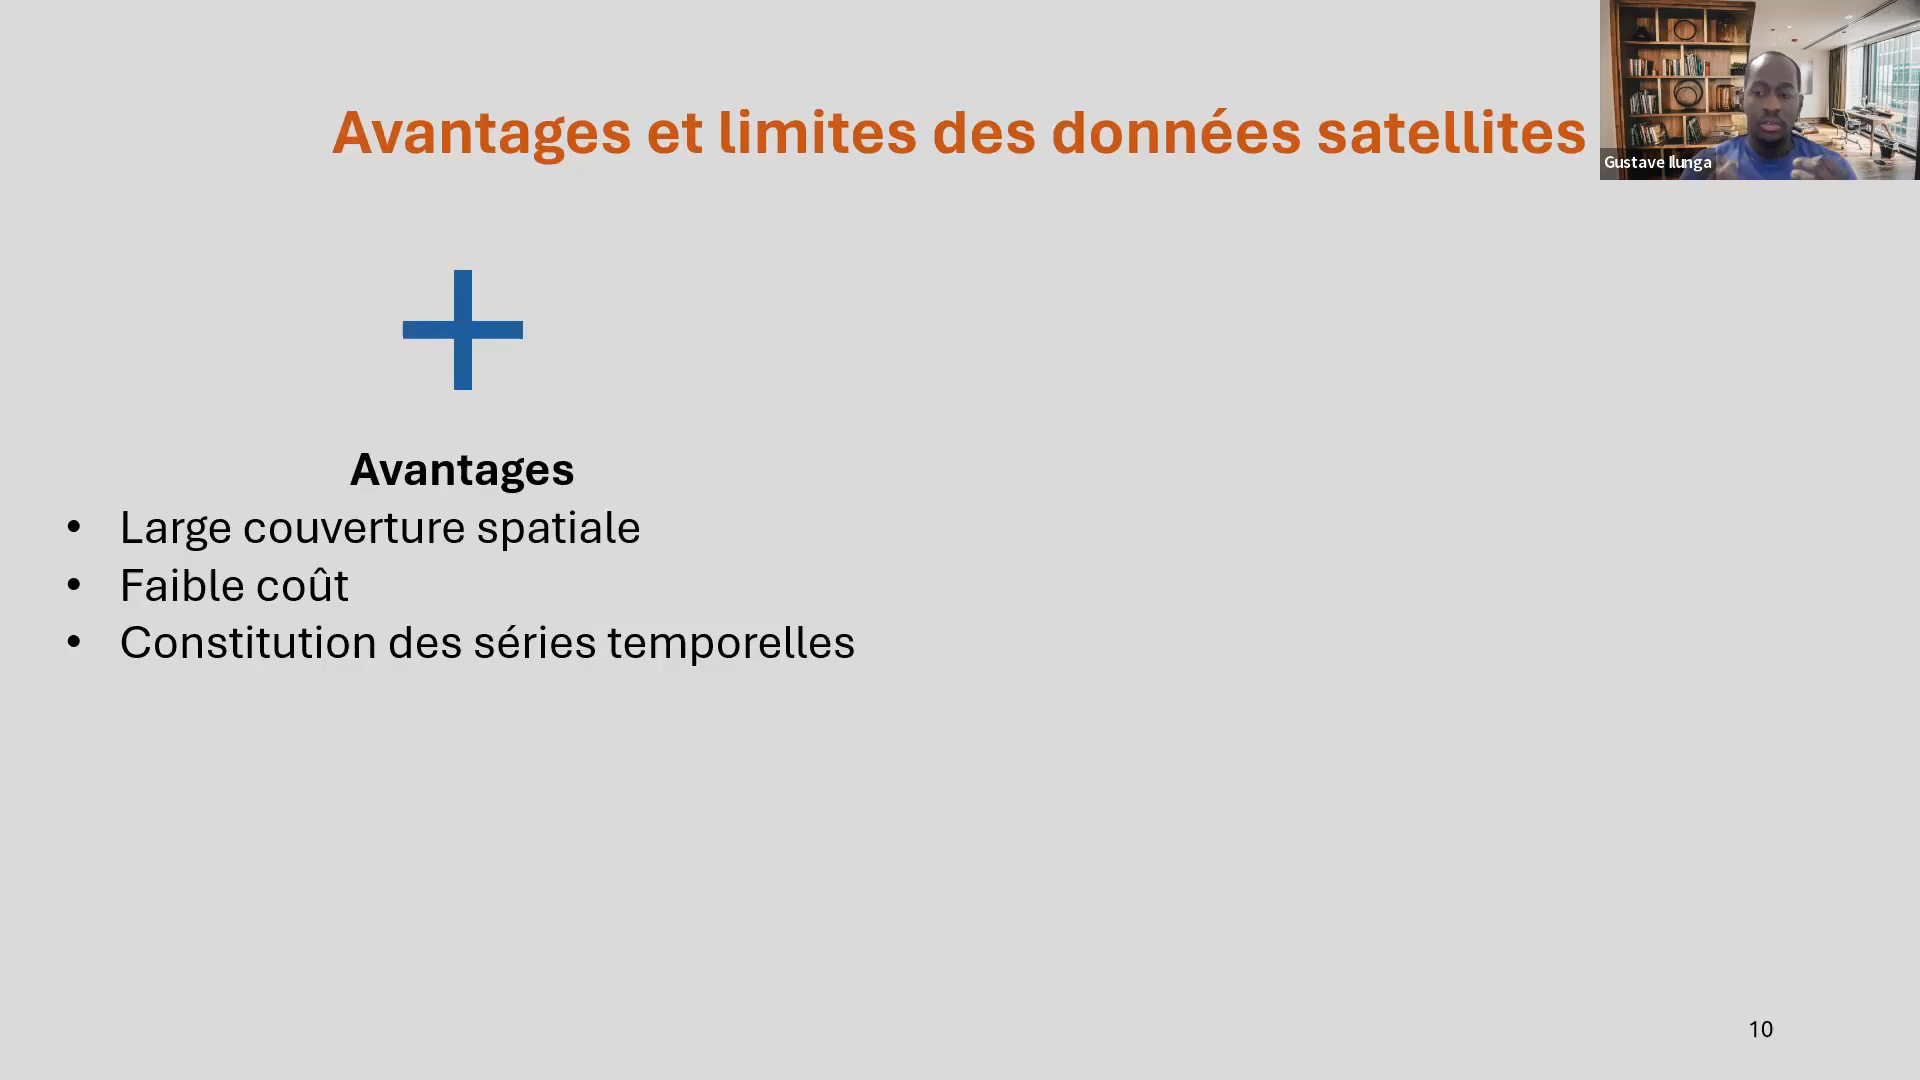 Avantages et limites des données satellites
Gustave Ilunga
Avantages
• Large couverture spatiale
• Faible coût
• Constitution des séries temporelles
10